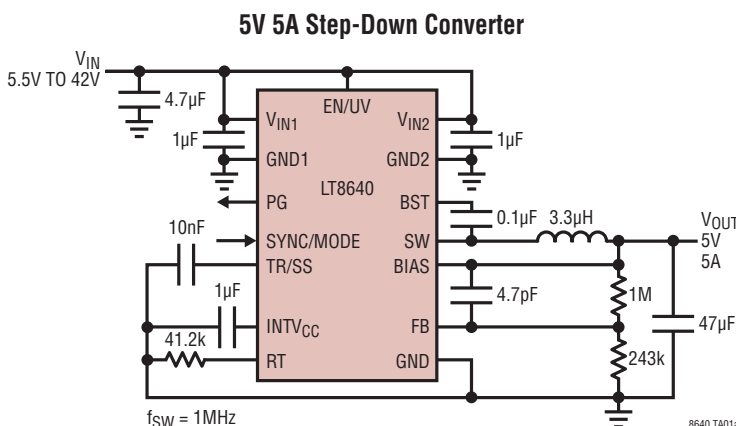 5V 5A Step-Down Converter
VIN
5.5V TO 42V
4.7µF
1µF
EN/UV
VIN1
VIN2
1µF
GND1
GND2
LT8640
PG
BST
0.1µF
3.3µH
VOUT
5V
5A
10nF
SYNC/MODE
SW
TR/SS
BIAS
1µF
4.7pF
1M
INTVCC
FB
47µF
41.2k
RT
GND
243k
fSW = 1MHz
8640 TA01a